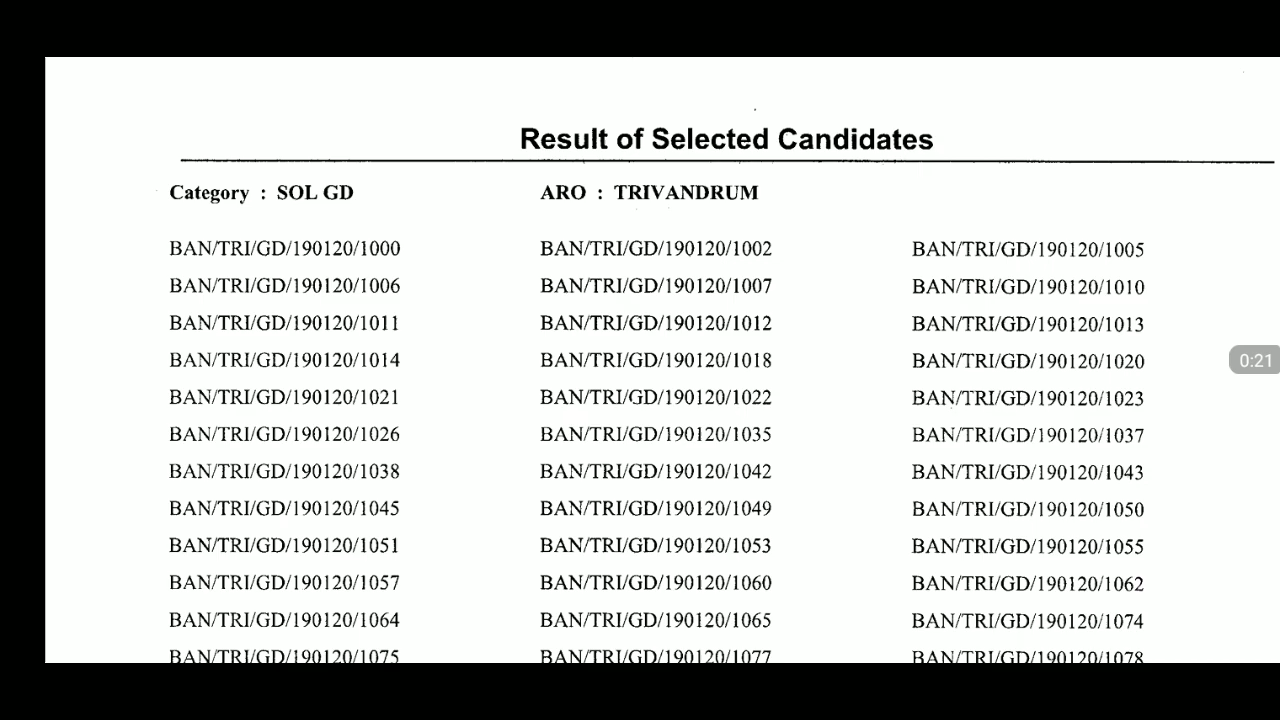 Result of Selected Candidates
Category : SOL GD ARO : TRIVANDRUM
BAN/TRI/GD/190120/1000 BAN/TRI/GD/190120/1002 BAN/TRI/GD/190120/1005
BAN/TRI/GD/190120/1006 BAN/TRI/GD/190120/1007 BAN/TRI/GD/190120/1010
BAN/TRI/GD/190120/1011 BAN/TRI/GD/190120/1012 BAN/TRI/GD/190120/1013
BAN/TRI/GD/190120/1014 BAN/TRI/GD/190120/1018 BAN/TRI/GD/190120/1020
0:21
BAN/TRI/GD/190120/1021 BAN/TRI/GD/190120/1022 BAN/TRI/GD/190120/1023
BAN/TRI/GD/190120/1026 BAN/TRI/GD/190120/1035 BAN/TRI/GD/190120/1037
BAN/TRI/GD/190120/1038 BAN/TRI/GD/190120/1042 BAN/TRI/GD/190120/1043
BAN/TRI/GD/190120/1045 BAN/TRI/GD/190120/1049 BAN/TRI/GD/190120/1050
BAN/TRI/GD/190120/1051 BAN/TRI/GD/190120/1053 BAN/TRI/GD/190120/1055
BAN/TRI/GD/190120/1057 BAN/TRI/GD/190120/1060 BAN/TRI/GD/190120/1062
BAN/TRI/GD/190120/1064 BAN/TRI/GD/190120/1065 BAN/TRI/GD/190120/1074
BAN/TRI/GD/190120/1075 BAN/TRI/GD/190120/1077 BAN/TRI/GD/190120/1078